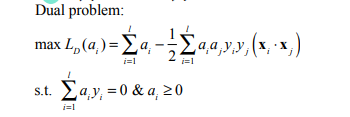 Dual problem:
max L_D(a_i) = ∑_{i=1}^{l} a_i − 1/2 ∑_{i=1}^{l} a_i a_j y_i y_j (x_i · x_j)
s.t. ∑_{i=1}^{l} a_i y_i = 0 & a_i ≥ 0